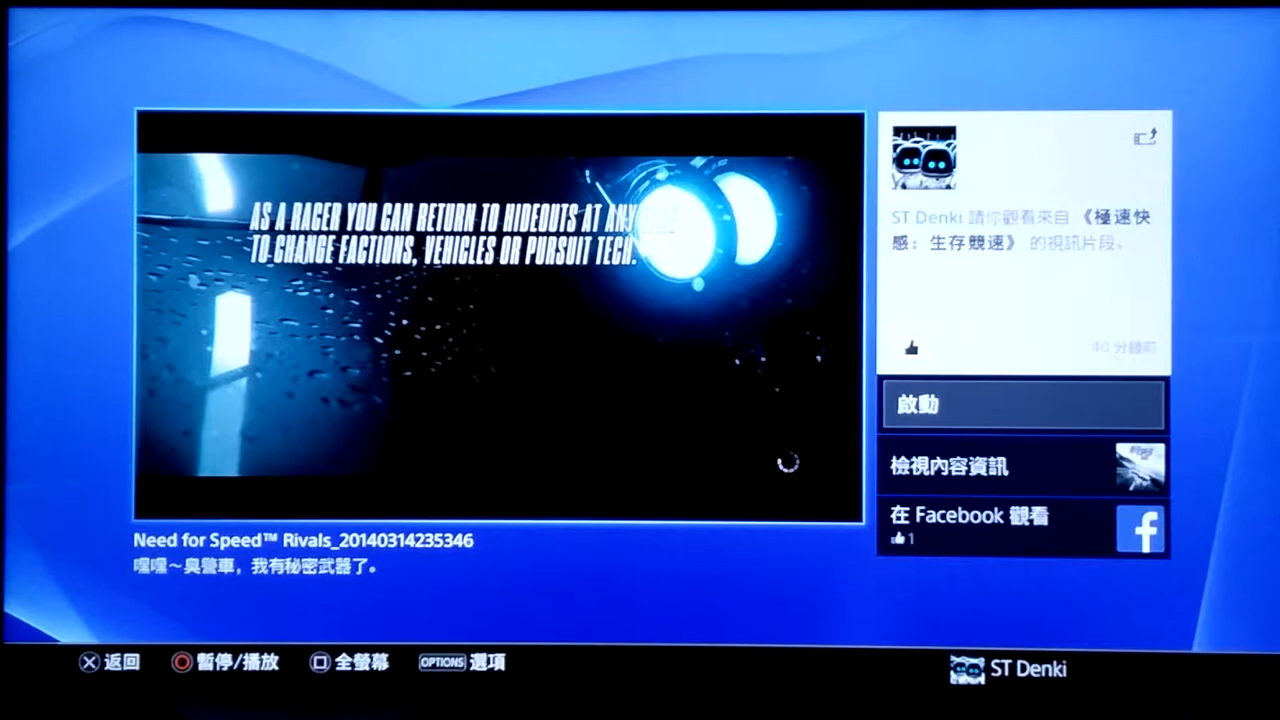 AS A RACER YOU CAN RETURN TO HIDEOUTS AT ANYTIME
TO CHANGE FACTIONS, VEHICLES OR PURSUIT TECH.
ST Denki 請你觀看來自《極速快
感：生存競速》的視訊片段。
40 分鐘前
啟動
檢視內容資訊
在 Facebook 觀看
1
Need for Speed™ Rivals_20140314235346
嘿嘿～臭警車，我有秘密武器了。
返回
暫停/播放
全螢幕
OPTIONS 選項
ST Denki